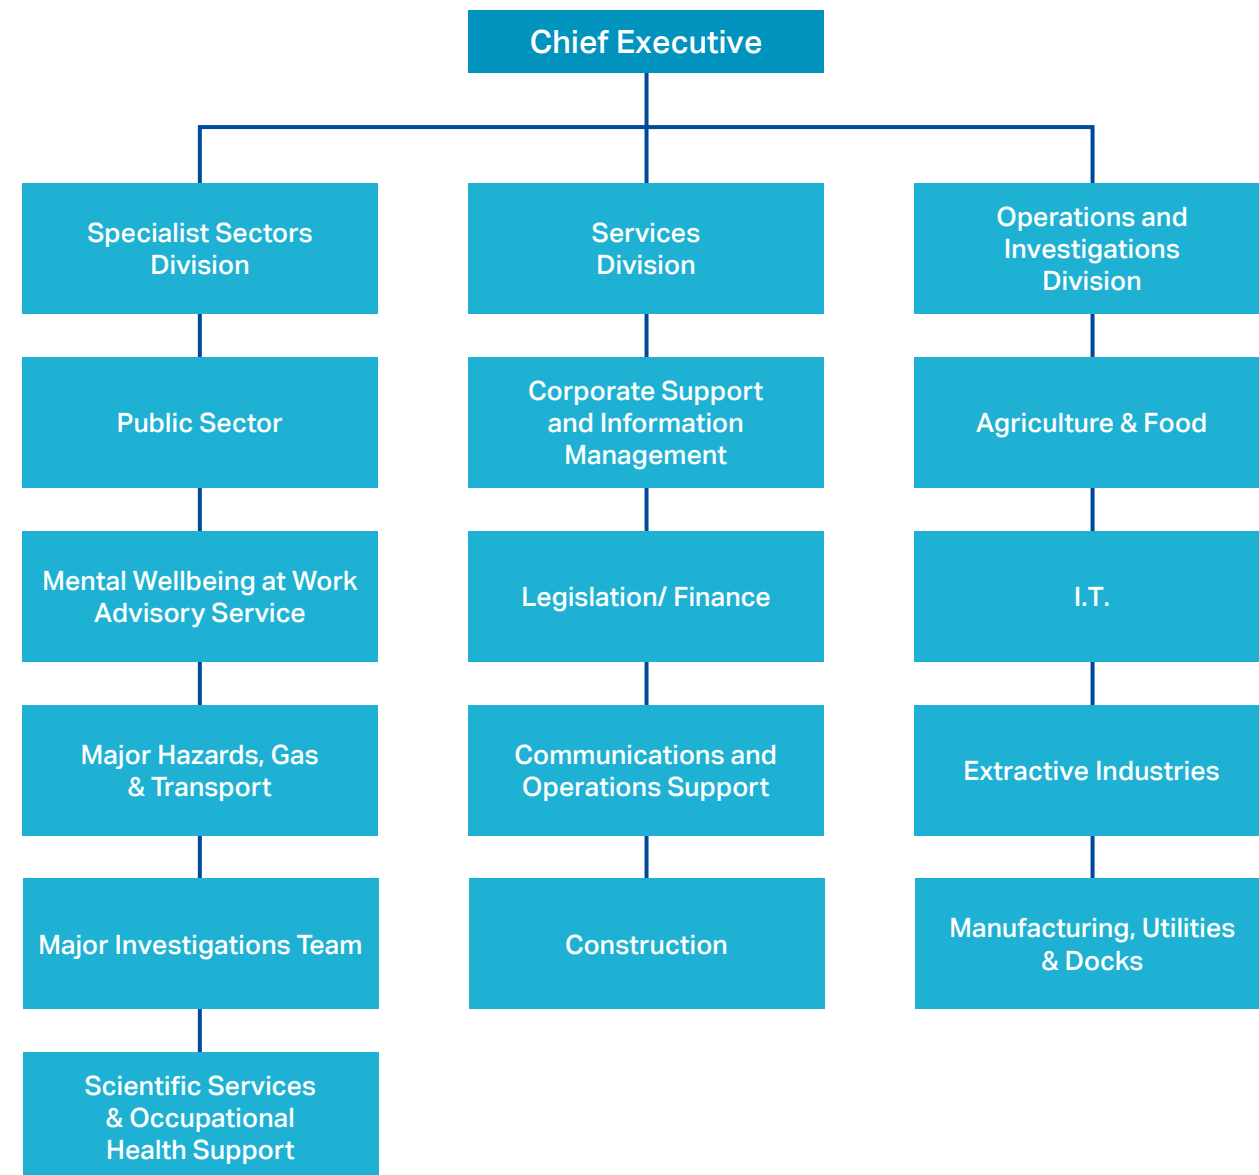 Chief Executive
Specialist Sectors
Division
Public Sector
Mental Wellbeing at Work
Advisory Service
Major Hazards, Gas
& Transport
Major Investigations Team
Scientific Services
& Occupational
Health Support
Services
Division
Corporate Support
and Information
Management
Legislation/ Finance
Communications and
Operations Support
Construction
Operations and
Investigations
Division
Agriculture & Food
I.T.
Extractive Industries
Manufacturing, Utilities
& Docks